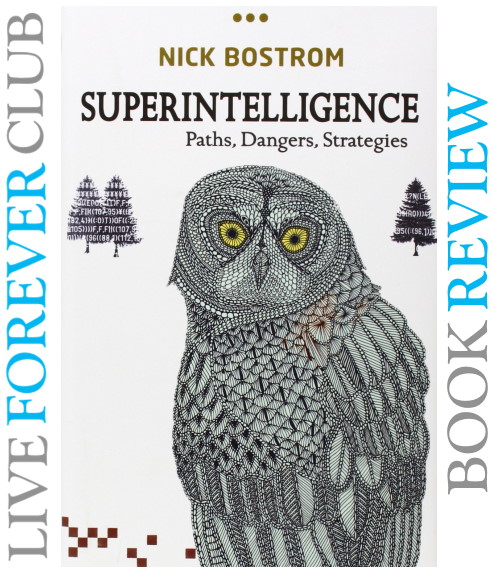 LIVE FOREVER CLUB
NICK BOSTROM
SUPERINTELLIGENCE
Paths, Dangers, Strategies
BOOK REVIEW